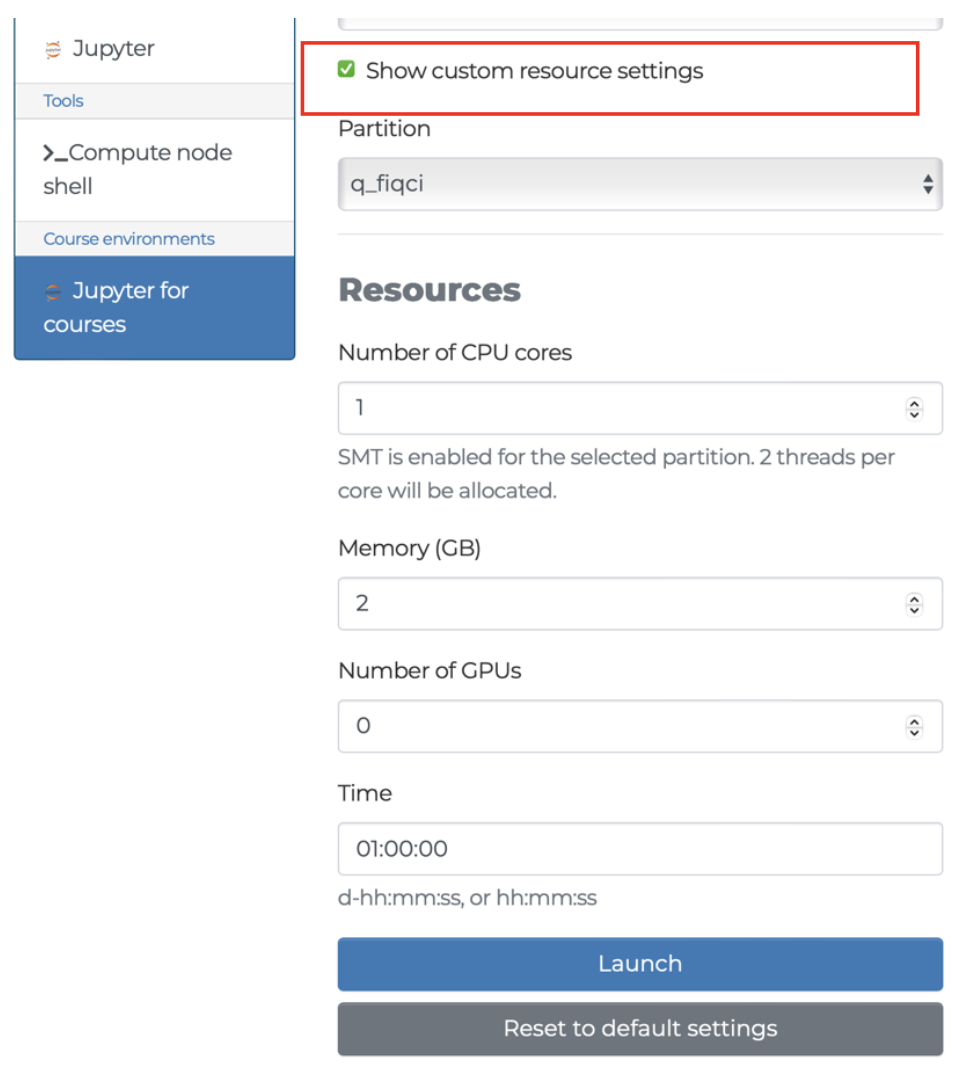 Jupyter
Tools
>_Compute node
shell
Course environments
Jupyter for
courses
Show custom resource settings
Partition
q_fiqci
Resources
Number of CPU cores
1
SMT is enabled for the selected partition. 2 threads per
core will be allocated.
Memory (GB)
2
Number of GPUs
0
Time
01:00:00
d-hh:mm:ss, or hh:mm:ss
Launch
Reset to default settings